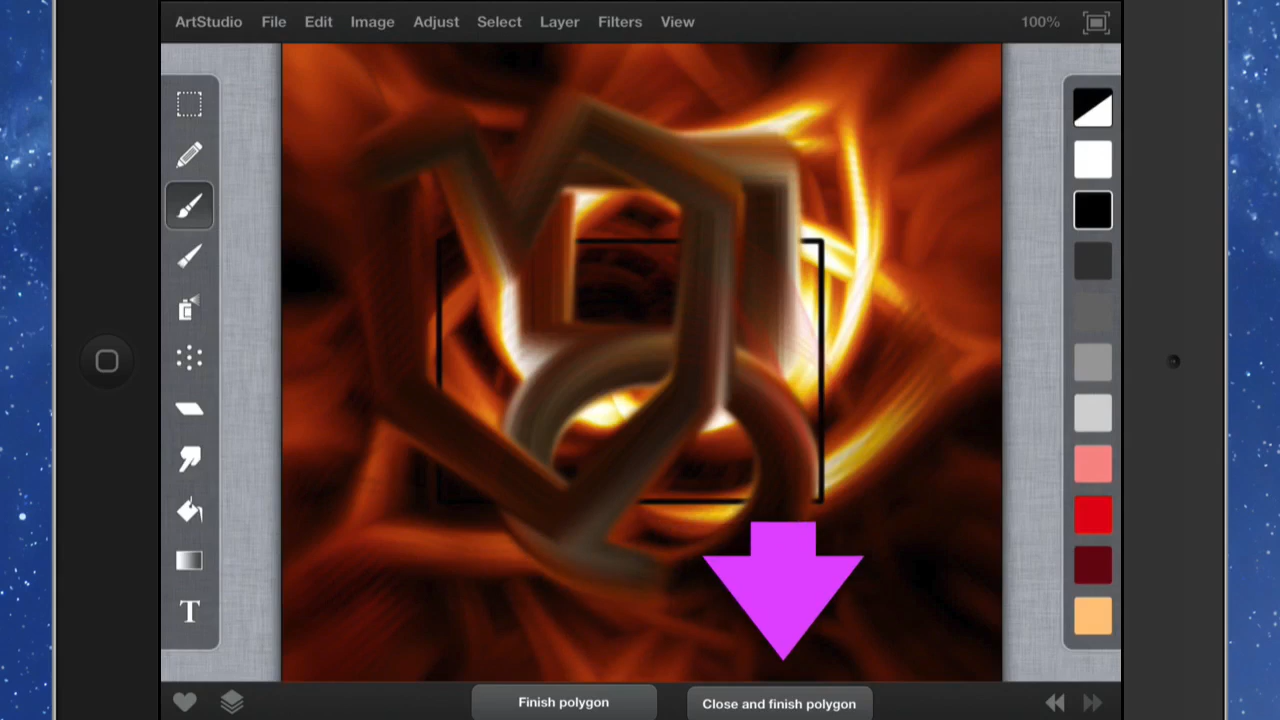 ArtStudio File Edit Image Adjust Select Layer Filters View 100%
T
Finish polygon Close and finish polygon